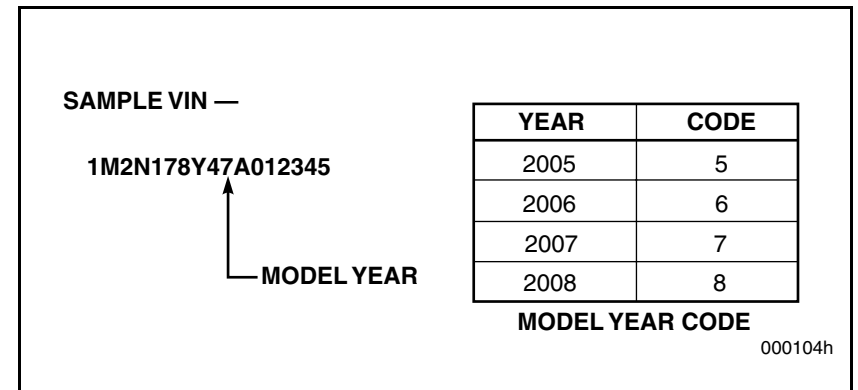 SAMPLE VIN —
1M2N178Y47A012345
MODEL YEAR
YEAR CODE
2005 5
2006 6
2007 7
2008 8
MODEL YEAR CODE
000104h